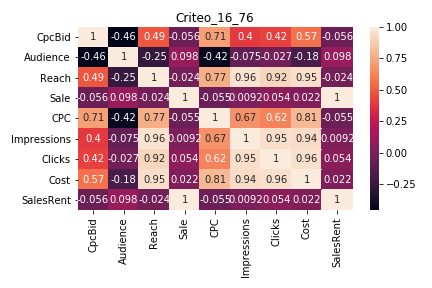 Criteo_16_76
CpcBid 1 -0.46 0.49 -0.056 0.71 0.4 0.42 0.57 -0.056
Audience -0.46 1 -0.25 0.098 -0.42 -0.075 -0.027 -0.18 0.098
Reach 0.49 -0.25 1 -0.024 0.77 0.96 0.92 0.95 -0.024
Sale -0.056 0.098 -0.024 1 -0.055 0.0092 0.054 0.022 1
CPC 0.71 -0.42 0.77 -0.055 1 0.67 0.62 0.81 -0.055
Impressions 0.4 -0.075 0.96 0.0092 0.67 1 0.95 0.94 0.0092
Clicks 0.42 -0.027 0.92 0.054 0.62 0.95 1 0.96 0.054
Cost 0.57 -0.18 0.95 0.022 0.81 0.94 0.96 1 0.022
SalesRent -0.056 0.098 -0.024 1 -0.055 0.0092 0.054 0.022 1
CpcBid
Audience
Reach
Sale
CPC
Impressions
Clicks
Cost
SalesRent
1.00
0.75
0.50
0.25
0.00
−0.25